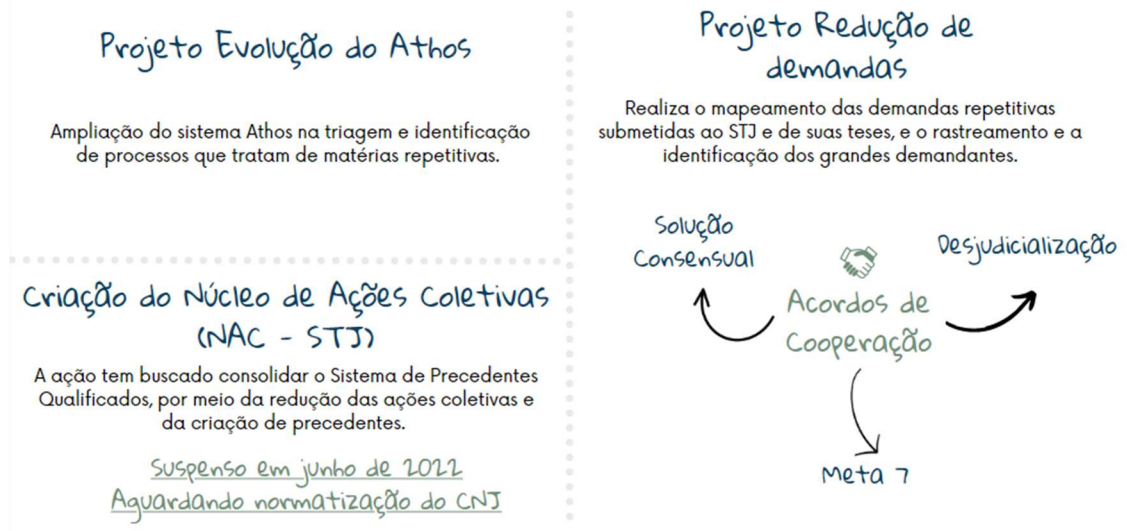 Projeto Evolução do Athos
Ampliação do sistema Athos na triagem e identificação
de processos que tratam de matérias repetitivas.
Criação do Núcleo de Ações Coletivas
(NAC - STJ)
A ação tem buscado consolidar o Sistema de Precedentes
Qualificados, por meio da redução das ações coletivas e
da criação de precedentes.
Suspenso em junho de 2022
Aguardando normatização do CNJ
Projeto Redução de
demandas
Realiza o mapeamento das demandas repetitivas
submetidas ao STJ e de suas teses, e o rastreamento e a
identificação dos grandes demandantes.
Solução
Consensual
Desjudicialização
Acordos de
Cooperação
Meta 7